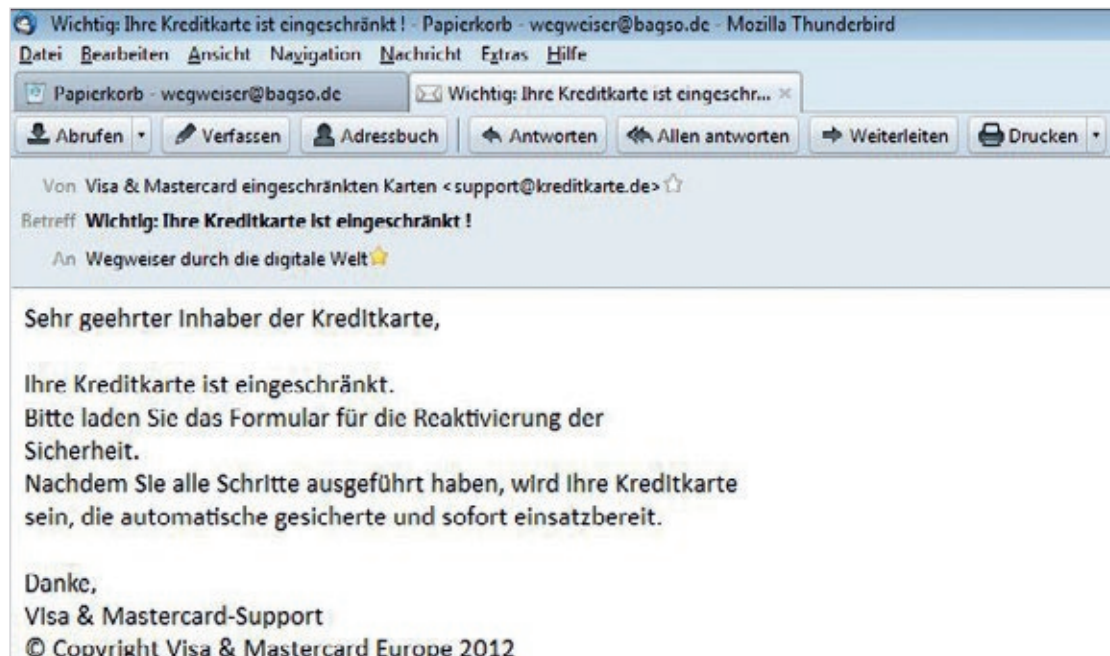 Wichtig: Ihre Kreditkarte ist eingeschränkt ! - Papierkorb - wegweiser@bagso.de - Mozilla Thunderbird
Datei Bearbeiten Ansicht Navigation Nachricht Extras Hilfe
Papierkorb - wegweiser@bagso.de Wichtig: Ihre Kreditkarte ist eingeschr...
Abrufen Verfassen Adressbuch Antworten Allen antworten Weiterleiten Drucken
Von Visa & Mastercard eingeschränkten Karten <support@kreditkarte.de>
Betreff Wichtig: Ihre Kreditkarte ist eingeschränkt !
An Wegweiser durch die digitale Welt
Sehr geehrter Inhaber der Kreditkarte,
Ihre Kreditkarte ist eingeschränkt.
Bitte laden Sie das Formular für die Reaktivierung der
Sicherheit.
Nachdem Sie alle Schritte ausgeführt haben, wird Ihre Kreditkarte
sein, die automatische gesicherte und sofort einsatzbereit.
Danke,
Visa & Mastercard-Support
© Copyright Visa & Mastercard Europe 2012